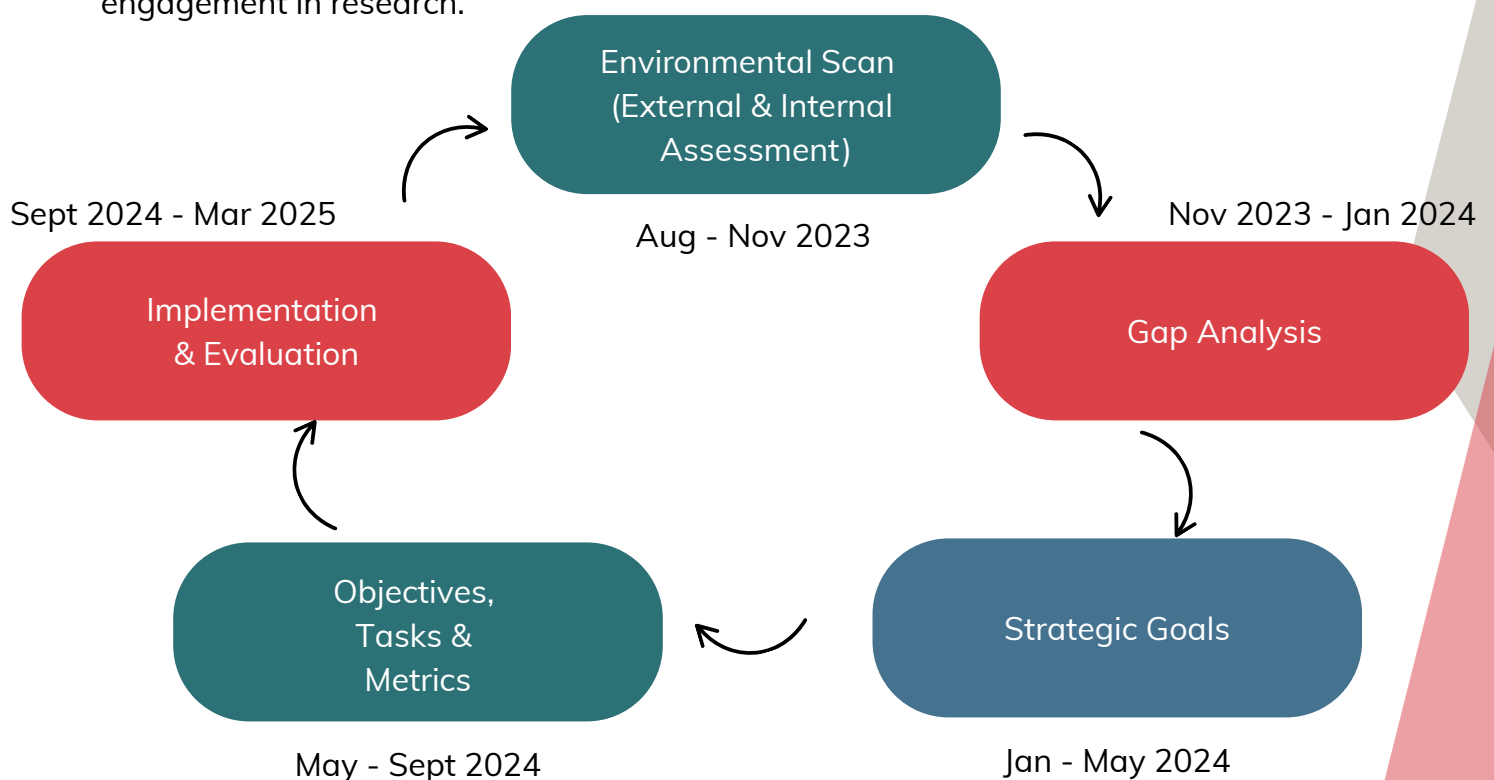 engagement in research.
Environmental Scan
(External & Internal
Assessment)
Aug - Nov 2023
Nov 2023 - Jan 2024
Gap Analysis
Strategic Goals
Jan - May 2024
Objectives,
Tasks &
Metrics
May - Sept 2024
Sept 2024 - Mar 2025
Implementation
& Evaluation